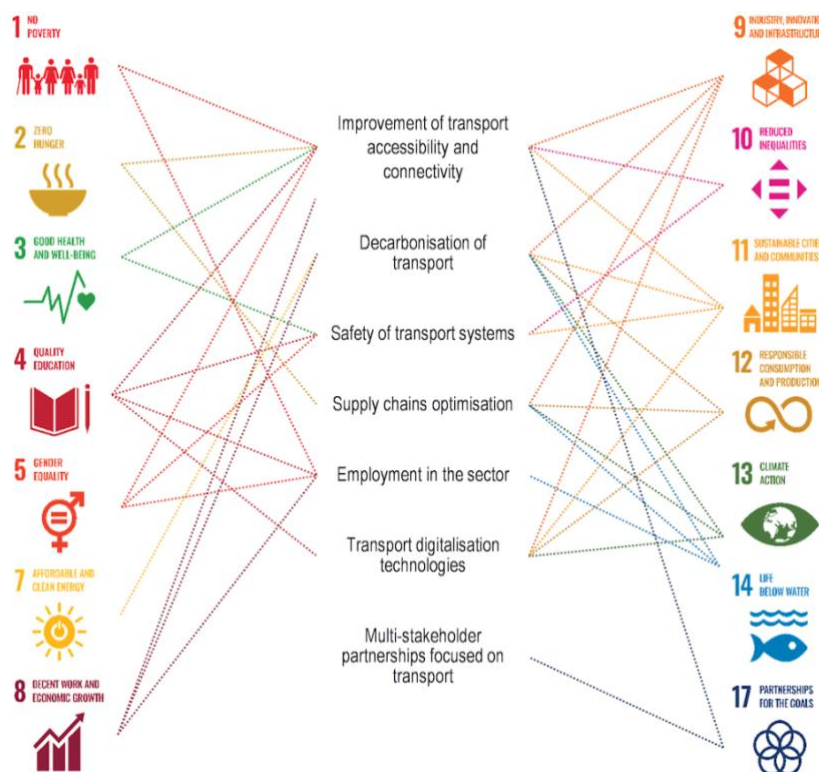 1 NO
POVERTY
2 ZERO
HUNGER
3 GOOD HEALTH
AND WELL-BEING
4 QUALITY
EDUCATION
5 GENDER
EQUALITY
7 AFFORDABLE AND
CLEAN ENERGY
8 DECENT WORK AND
ECONOMIC GROWTH
Improvement of transport
accessibility and
connectivity
Decarbonisation of
transport
Safety of transport systems
Supply chains optimisation
Employment in the sector
Transport digitalisation
technologies
Multi-stakeholder
partnerships focused on
transport
9 INDUSTRY, INNOVATION
AND INFRASTRUCTURE
10 REDUCED
INEQUALITIES
11 SUSTAINABLE CITIES
AND COMMUNITIES
12 RESPONSIBLE
CONSUMPTION
AND PRODUCTION
13 CLIMATE
ACTION
14 LIFE
BELOW WATER
17 PARTNERSHIPS
FOR THE GOALS